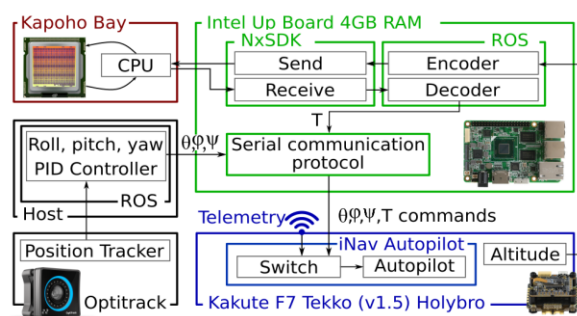 Kapoho Bay
CPU
Intel Up Board 4GB RAM
NxSDK
Send
Receive
ROS
Encoder
Decoder
T
Roll, pitch, yaw
PID Controller
ROS
Host
θ,φ,ψ
Serial communication
protocol
Position Tracker
Optitrack
Telemetry
θ,φ,Ψ,T commands
iNav Autopilot
Switch
Autopilot
Altitude
Kakute F7 Tekko (v1.5) Holybro